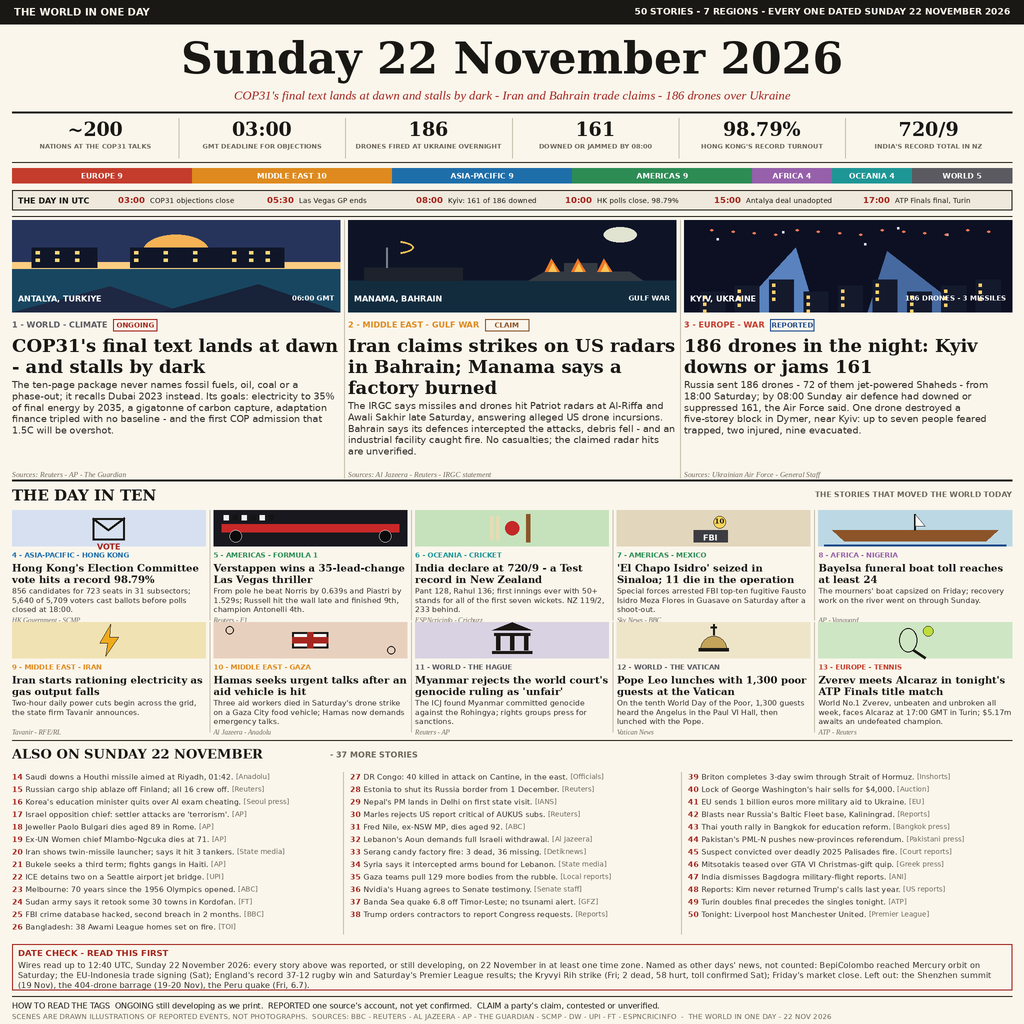 THE WORLD IN ONE DAY
50 STORIES - 7 REGIONS - EVERY ONE DATED SUNDAY 22 NOVEMBER 2026
Sunday 22 November 2026
COP31's final text lands at dawn and stalls by dark - Iran and Bahrain trade claims - 186 drones over Ukraine
~200
NATIONS AT THE COP31 TALKS
03:00
GMT DEADLINE FOR OBJECTIONS
186
DRONES FIRED AT UKRAINE OVERNIGHT
161
DOWNED OR JAMMED BY 08:00
98.79%
HONG KONG'S RECORD TURNOUT
720/9
INDIA'S RECORD TOTAL IN NZ
EUROPE 9
MIDDLE EAST 10
ASIA-PACIFIC 9
AMERICAS 9
AFRICA 4
OCEANIA 4
WORLD 5
THE DAY IN UTC
03:00 COP31 objections close
05:30 Las Vegas GP ends
08:00 Kyiv: 161 of 186 downed
10:00 HK polls close, 98.79%
15:00 Antalya deal unadopted
17:00 ATP Finals final, Turin
ANTALYA, TURKIYE
06:00 GMT
1 - WORLD - CLIMATE
ONGOING
COP31's final text lands at dawn
- and stalls by dark
The ten-page package never names fossil fuels, oil, coal or a
phase-out; it recalls Dubai 2023 instead. Its goals: electricity to 35%
of final energy by 2035, a gigatonne of carbon capture, adaptation
finance tripled with no baseline - and the first COP admission that
1.5C will be overshot.
Sources: Reuters - AP - The Guardian
MANAMA, BAHRAIN
GULF WAR
2 - MIDDLE EAST - GULF WAR
CLAIM
Iran claims strikes on US radars
in Bahrain; Manama says a
factory burned
The IRGC says missiles and drones hit Patriot radars at Al-Riffa and
Awali Sakhir late Saturday, answering alleged US drone incursions.
Bahrain says its defences intercepted the attacks, debris fell - and an
industrial facility caught fire. No casualties; the claimed radar hits
are unverified.
Sources: Al Jazeera - Reuters - IRGC statement
KYIV, UKRAINE
186 DRONES - 3 MISSILES
3 - EUROPE - WAR
REPORTED
186 drones in the night: Kyiv
downs or jams 161
Russia sent 186 drones - 72 of them jet-powered Shaheds - from
18:00 Saturday; by 08:00 Sunday air defence had downed or
suppressed 161, the Air Force said. One drone destroyed a
five-storey block in Dymer, near Kyiv: up to seven people feared
trapped, two injured, nine evacuated.
Sources: Ukrainian Air Force - General Staff
THE DAY IN TEN
THE STORIES THAT MOVED THE WORLD TODAY
VOTE
4 - ASIA-PACIFIC - HONG KONG
Hong Kong's Election Committee
vote hits a record 98.79%
856 candidates for 723 seats in 31 subsectors;
5,640 of 5,709 voters cast ballots before polls
closed at 18:00.
HK Government - SCMP
5 - AMERICAS - FORMULA 1
Verstappen wins a 35-lead-change
Las Vegas thriller
From pole he beat Norris by 0.639s and Piastri by
1.529s; Russell hit the wall late and finished 9th,
champion Antonelli 4th.
Reuters - F1
6 - OCEANIA - CRICKET
India declare at 720/9 - a Test
record in New Zealand
Pant 128, Rahul 136; first innings ever with 50+
stands for all of the first seven wickets. NZ 119/2,
233 behind.
ESPNcricinfo - Cricbuzz
10
FBI
7 - AMERICAS - MEXICO
'El Chapo Isidro' seized in
Sinaloa; 11 die in the operation
Special forces arrested FBI top-ten fugitive Fausto
Isidro Meza Flores in Guasave on Saturday after a
shoot-out.
Sky News - BBC
8 - AFRICA - NIGERIA
Bayelsa funeral boat toll reaches
at least 24
The mourners' boat capsized on Friday; recovery
work on the river went on through Sunday.
AP - Vanguard
9 - MIDDLE EAST - IRAN
Iran starts rationing electricity as
gas output falls
Two-hour daily power cuts begin across the grid,
the state firm Tavanir announces.
Tavanir - RFE/RL
10 - MIDDLE EAST - GAZA
Hamas seeks urgent talks after an
aid vehicle is hit
Three aid workers died in Saturday's drone strike
on a Gaza City food vehicle; Hamas now demands
emergency talks.
Al Jazeera - Anadolu
11 - WORLD - THE HAGUE
Myanmar rejects the world court's
genocide ruling as 'unfair'
The ICJ found Myanmar committed genocide
against the Rohingya; rights groups press for
sanctions.
Reuters - AP
12 - WORLD - THE VATICAN
Pope Leo lunches with 1,300 poor
guests at the Vatican
On the tenth World Day of the Poor, 1,300 guests
heard the Angelus in the Paul VI Hall, then
lunched with the Pope.
Vatican News
13 - EUROPE - TENNIS
Zverev meets Alcaraz in tonight's
ATP Finals title match
World No.1 Zverev, unbeaten and unbroken all
week, faces Alcaraz at 17:00 GMT in Turin; $5.17m
awaits an undefeated champion.
ATP - Reuters
ALSO ON SUNDAY 22 NOVEMBER
- 37 MORE STORIES
14 Saudi downs a Houthi missile aimed at Riyadh, 01:42. [Anadolu]
15 Russian cargo ship ablaze off Finland; all 16 crew off. [Reuters]
16 Korea's education minister quits over AI exam cheating. [Seoul press]
17 Israel opposition chief: settler attacks are 'terrorism'. [AP]
18 Jeweller Paolo Bulgari dies aged 89 in Rome. [AP]
19 Ex-UN Women chief Mlambo-Ngcuka dies at 71. [AP]
20 Iran shows twin-missile launcher; says it hit 3 tankers. [State media]
21 Bukele seeks a third term; fights gangs in Haiti. [AP]
22 ICE detains two on a Seattle airport jet bridge. [UPI]
23 Melbourne: 70 years since the 1956 Olympics opened. [ABC]
24 Sudan army says it retook some 30 towns in Kordofan. [FT]
25 FBI crime database hacked, second breach in 2 months. [BBC]
26 Bangladesh: 38 Awami League homes set on fire. [TOI]
27 DR Congo: 40 killed in attack on Cantine, in the east. [Officials]
28 Estonia to shut its Russia border from 1 December. [Reuters]
29 Nepal's PM lands in Delhi on first state visit. [IANS]
30 Marles rejects US report critical of AUKUS subs. [Reuters]
31 Fred Nile, ex-NSW MP, dies aged 92. [ABC]
32 Lebanon's Aoun demands full Israeli withdrawal. [Al Jazeera]
33 Serang candy factory fire: 3 dead, 36 missing. [Detiknews]
34 Syria says it intercepted arms bound for Lebanon. [State media]
35 Gaza teams pull 129 more bodies from the rubble. [Local reports]
36 Nvidia's Huang agrees to Senate testimony. [Senate staff]
37 Banda Sea quake 6.8 off Timor-Leste; no tsunami alert. [GFZ]
38 Trump orders contractors to report Congress requests. [Reports]
39 Briton completes 3-day swim through Strait of Hormuz. [Inshorts]
40 Lock of George Washington's hair sells for $4,000. [Auction]
41 EU sends 1 billion euros more military aid to Ukraine. [EU]
42 Blasts near Russia's Baltic Fleet base, Kaliningrad. [Reports]
43 Thai youth rally in Bangkok for education reform. [Bangkok press]
44 Pakistan's PML-N pushes new-provinces referendum. [Pakistani press]
45 Suspect convicted over deadly 2025 Palisades fire. [Court reports]
46 Mitsotakis teased over GTA VI Christmas-gift quip. [Greek press]
47 India dismisses Bagdogra military-flight reports. [ANI]
48 Reports: Kim never returned Trump's calls last year. [US reports]
49 Turin doubles final precedes the singles tonight. [ATP]
50 Tonight: Liverpool host Manchester United. [Premier League]
DATE CHECK - READ THIS FIRST
Wires read up to 12:40 UTC, Sunday 22 November 2026: every story above was reported, or still developing, on 22 November in at least one time zone. Named as other days' news, not counted: BepiColombo reached Mercury orbit on
Saturday; the EU-Indonesia trade signing (Sat); England's record 37-12 rugby win and Saturday's Premier League results; the Kryvyi Rih strike (Fri; 2 dead, 58 hurt, toll confirmed Sat); Friday's market close. Left out: the Shenzhen summit
(19 Nov), the 404-drone barrage (19-20 Nov), the Peru quake (Fri, 6.7).
HOW TO READ THE TAGS ONGOING still developing as we print. REPORTED one source's account, not yet confirmed. CLAIM a party's claim, contested or unverified.
SCENES ARE DRAWN ILLUSTRATIONS OF REPORTED EVENTS, NOT PHOTOGRAPHS. SOURCES: BBC - REUTERS - AL JAZEERA - AP - THE GUARDIAN - SCMP - DW - UPI - FT - ESPNCRICINFO - THE WORLD IN ONE DAY - 22 NOV 2026